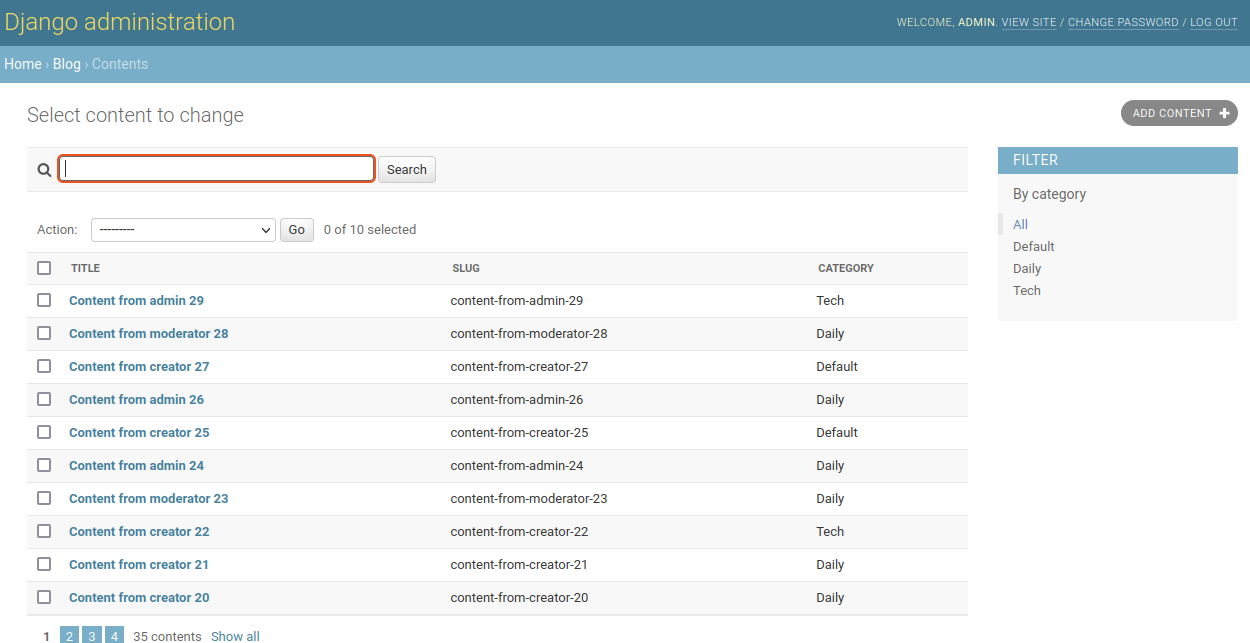 Django administration
WELCOME, ADMIN. VIEW SITE / CHANGE PASSWORD / LOG OUT
Home › Blog › Contents
Select content to change
ADD CONTENT +
Search
FILTER
By category
All
Default
Daily
Tech
Action: --------- Go 0 of 10 selected
TITLE SLUG CATEGORY
Content from admin 29 content-from-admin-29 Tech
Content from moderator 28 content-from-moderator-28 Daily
Content from creator 27 content-from-creator-27 Default
Content from admin 26 content-from-admin-26 Daily
Content from creator 25 content-from-creator-25 Default
Content from admin 24 content-from-admin-24 Daily
Content from moderator 23 content-from-moderator-23 Daily
Content from creator 22 content-from-creator-22 Tech
Content from creator 21 content-from-creator-21 Daily
Content from creator 20 content-from-creator-20 Daily
1 2 3 4 35 contents Show all